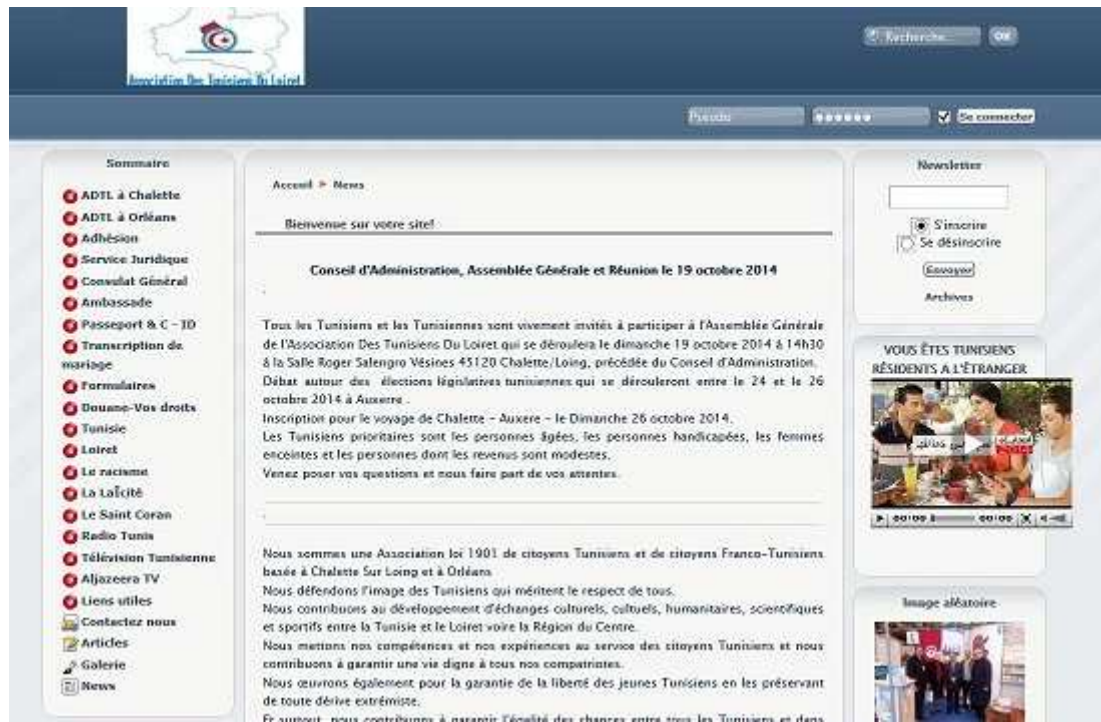 Association Des Tunisiens Du Loiret
Recherche... OK
Pseudo Se connecter
Sommaire
ADTL à Chalette
ADTL à Orléans
Adhésion
Service Juridique
Consulat Général
Ambassade
Passeport & C - ID
Transcription de
mariage
Formulaires
Douane-Vos droits
Tunisie
Loiret
Le racisme
La Laïcité
Le Saint Coran
Radio Tunis
Télévision Tunisienne
Aljazeera TV
Liens utiles
Contactez nous
Articles
Galerie
News
Accueil News
Bienvenue sur votre site!
Conseil d'Administration, Assemblée Générale et Réunion le 19 octobre 2014
.
Tous les Tunisiens et les Tunisiennes sont vivement invités à participer à l'Assemblée Générale
de l'Association Des Tunisiens Du Loiret qui se déroulera le dimanche 19 octobre 2014 à 14h30
à la Salle Roger Salengro Vésines 45120 Chalette/Loing, précédée du Conseil d'Administration.
Débat autour des élections législatives tunisiennes qui se dérouleront entre le 24 et le 26
octobre 2014 à Auxerre .
Inscription pour le voyage de Chalette - Auxere - le Dimanche 26 octobre 2014.
Les Tunisiens prioritaires sont les personnes âgées, les personnes handicapées, les femmes
enceintes et les personnes dont les revenus sont modestes.
Venez poser vos questions et nous faire part de vos attentes.
.
Nous sommes une Association loi 1901 de citoyens Tunisiens et de citoyens Franco-Tunisiens
basée à Chalette Sur Loing et à Orléans
Nous défendons l'image des Tunisiens qui méritent le respect de tous.
Nous contribuons au développement d'échanges culturels, cultuels, humanitaires, scientifiques
et sportifs entre la Tunisie et le Loiret voire la Région du Centre.
Nous mettons nos compétences et nos expériences au service des citoyens Tunisiens et nous
contribuons à garantir une vie digne à tous nos compatriotes.
Nous œuvrons également pour la garantie de la liberté des jeunes Tunisiens en les préservant
de toute dérive extrémiste.
Et surtout, nous contribuons à garantir l'égalité des chances entre tous les Tunisiens et dans
Newsletter
S'inscrire
Se désinscrire
Envoyer
Archives
VOUS ÊTES TUNISIENS
RÉSIDENTS A L'ÉTRANGER
00:00 00:00
Image aléatoire